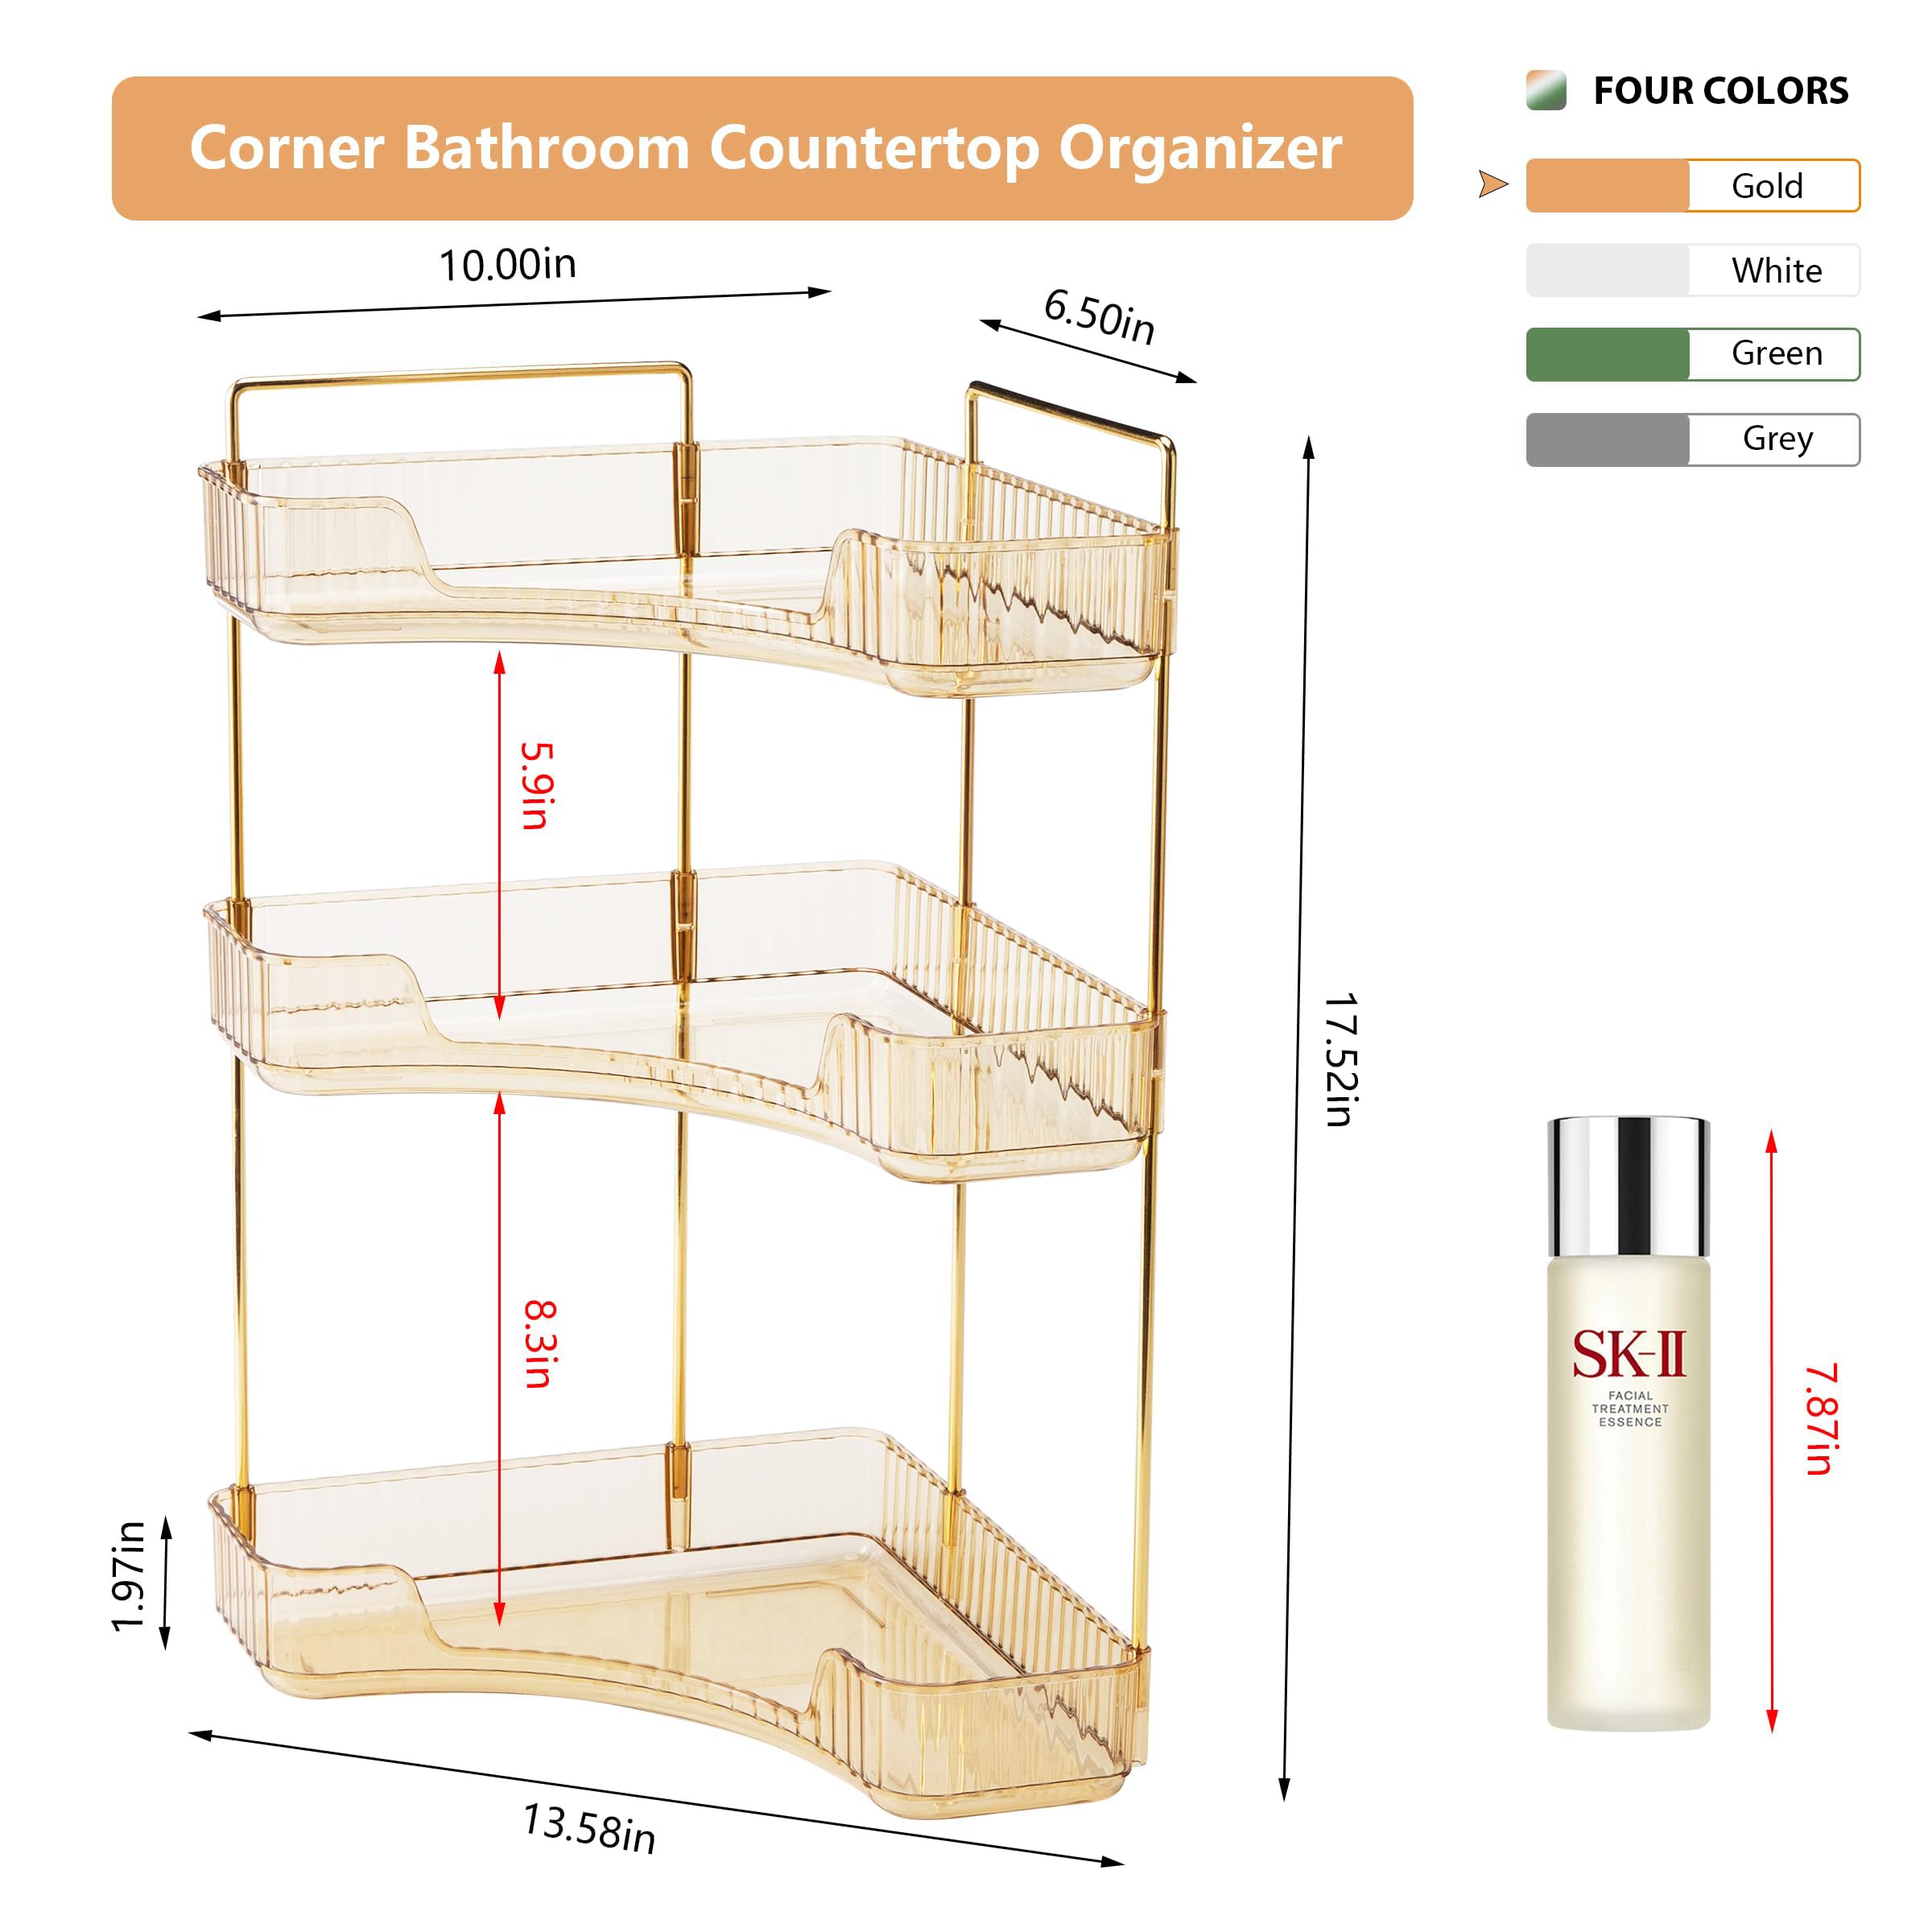 Corner Bathroom Countertop Organizer
FOUR COLORS
Gold
White
Green
Grey
10.00in
6.50in
5.9in
17.52in
8.3in
1.97in
13.58in
SK-II
FACIAL
TREATMENT
ESSENCE
7.87in